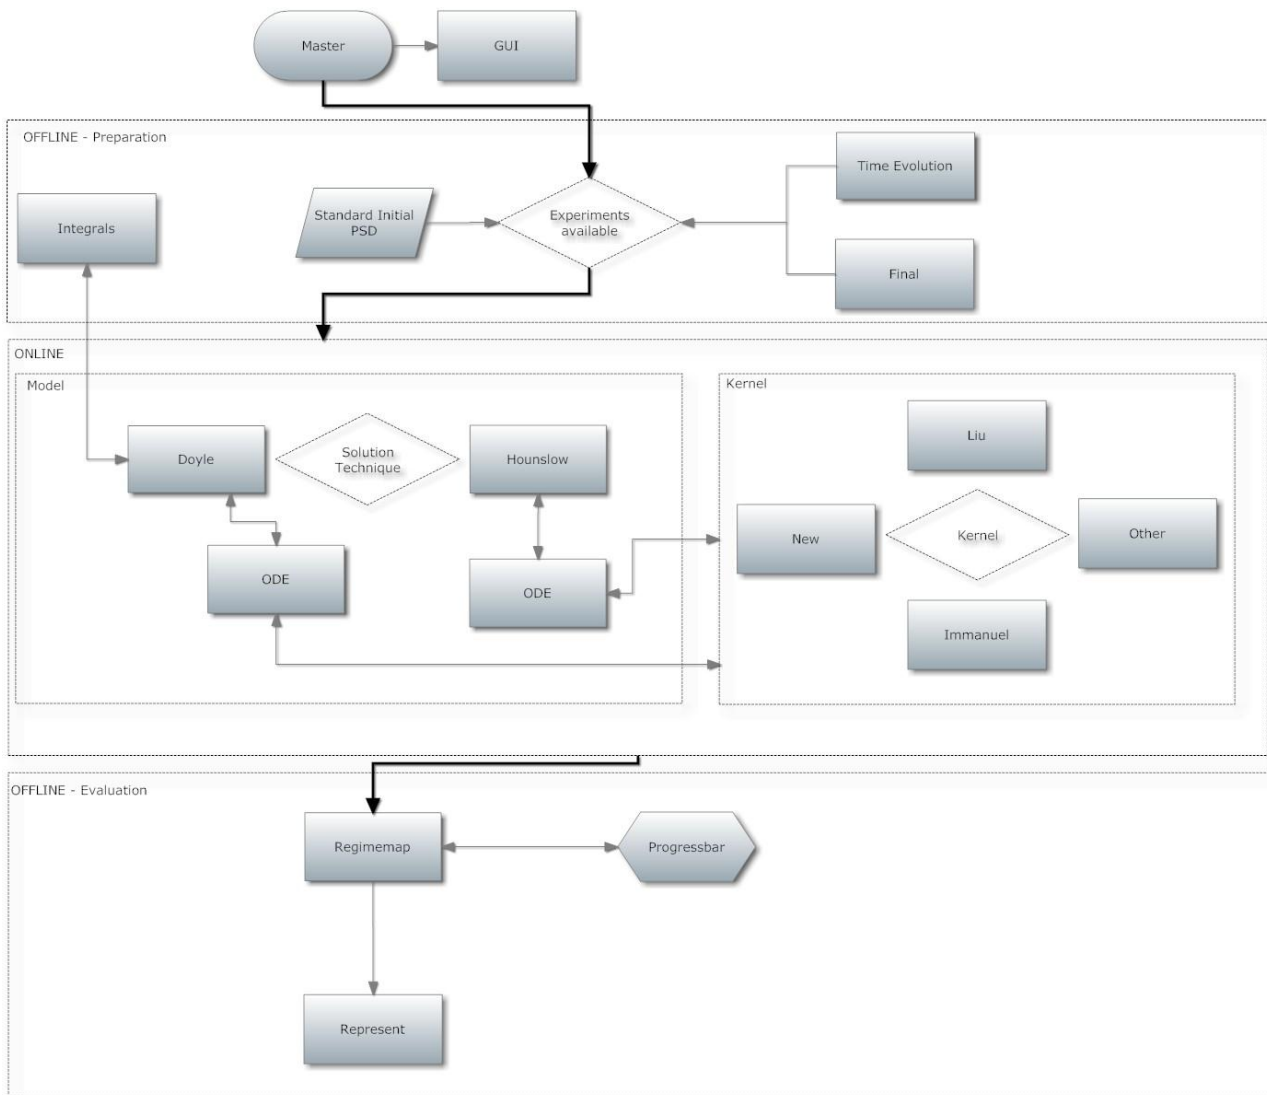 Master
GUI
OFFLINE - Preparation
Time Evolution
Integrals
Standard Initial
PSD
Experiments
available
Final
ONLINE
Model
Kernel
Doyle
Solution
Technique
Hounslow
Liu
New
Kernel
Other
ODE
ODE
Immanuel
OFFLINE - Evaluation
Regimemap
Progressbar
Represent